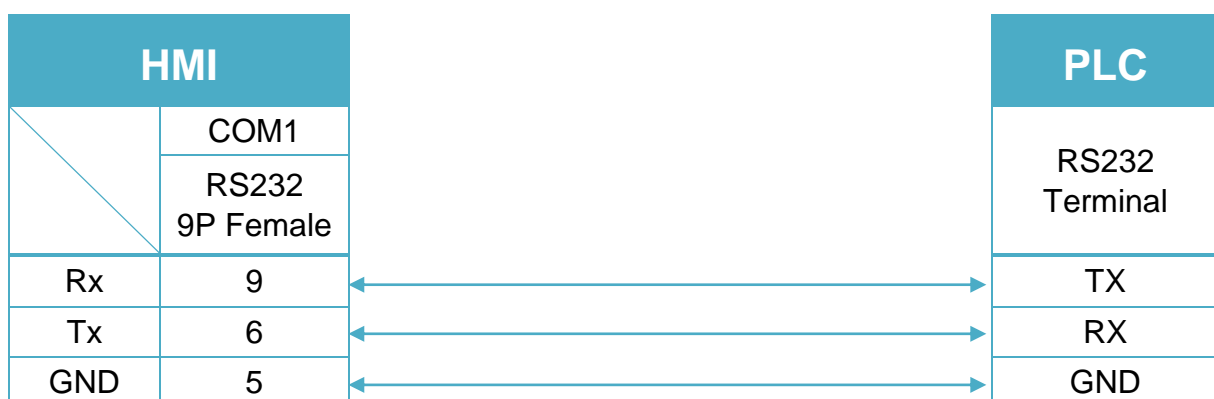 HMI
PLC
COM1
RS232
9P Female
RS232
Terminal
Rx 9 TX
Tx 6 RX
GND 5 GND